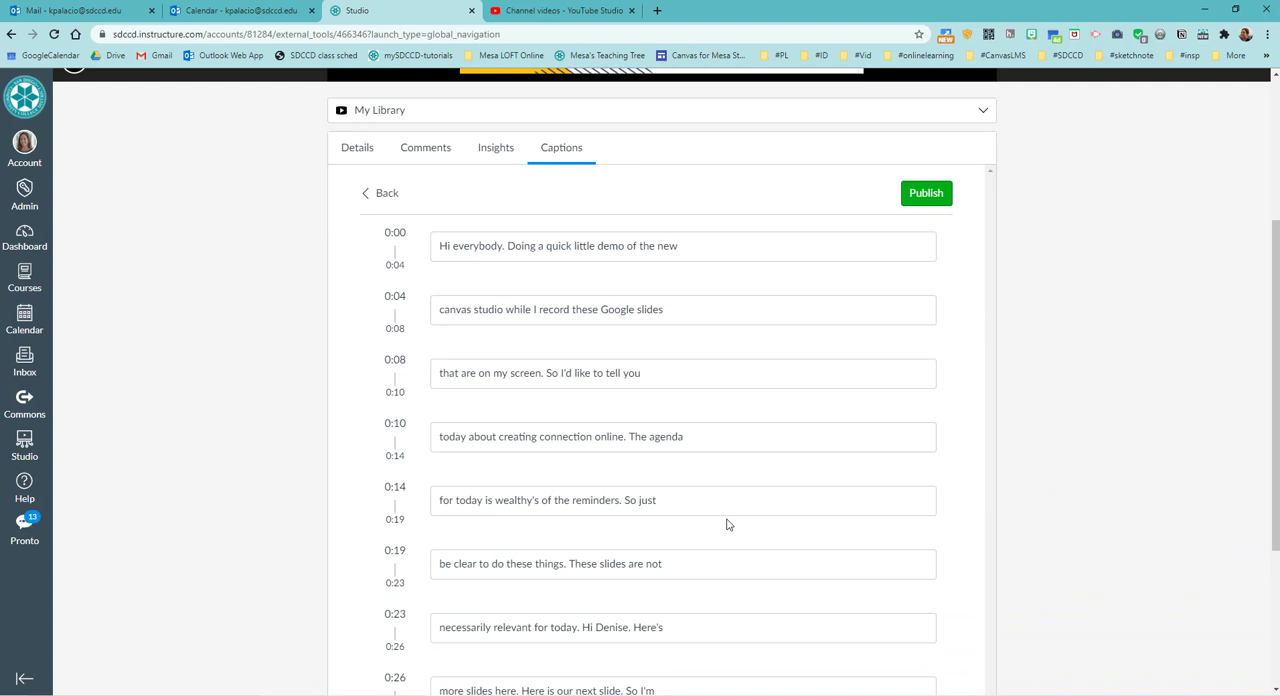 Mail - kpalacio@sdccd.edu
Calendar - kpalacio@sdccd.edu
Studio
Channel videos - YouTube Studio
sdccd.instructure.com/accounts/81284/external_tools/466346?launch_type=global_navigation
GoogleCalendar Drive Gmail Outlook Web App SDCCD class sched mySDCCD-tutorials Mesa LOFT Online Mesa's Teaching Tree Canvas for Mesa St... #PL #ID #Vid #onlinelearning #CanvasLMS #SDCCD #sketchnote #insp More
Account
Admin
Dashboard
Courses
Calendar
Inbox
Commons
Studio
Help
13
Pronto
My Library
Details Comments Insights Captions
Back Publish
0:00
Hi everybody. Doing a quick little demo of the new
0:04
0:04
canvas studio while I record these Google slides
0:08
0:08
that are on my screen. So I'd like to tell you
0:10
0:10
today about creating connection online. The agenda
0:14
0:14
for today is wealthy's of the reminders. So just
0:19
0:19
be clear to do these things. These slides are not
0:23
0:23
necessarily relevant for today. Hi Denise. Here's
0:26
0:26
more slides here. Here is our next slide. So I'm